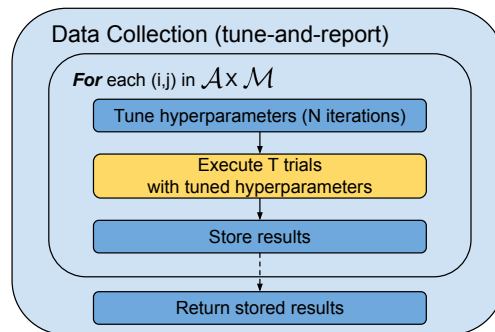 Data Collection (tune-and-report)
For each (i,j) in 𝒜 x ℳ
Tune hyperparameters (N iterations)
Execute T trials
with tuned hyperparameters
Store results
Return stored results